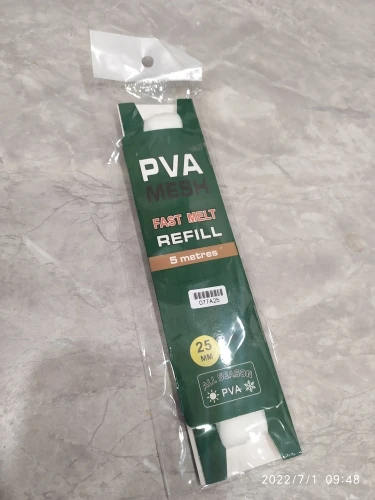 PVA
MESH
FAST MELT
REFILL
5 metres
077A25
25
MM
ALL SEASON
PVA
2022/7/1 09:48